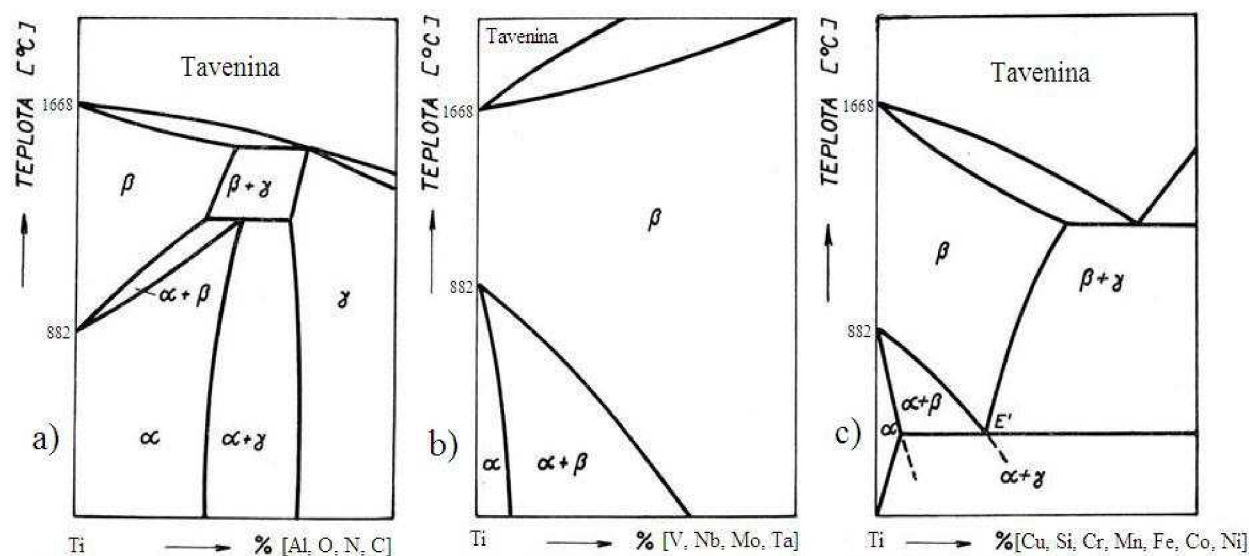 TEPLOTA [°C]
Tavenina
1668
β
β+γ
α+β
γ
882
a)
α
α+γ
Ti
% [Al, O, N, C]
TEPLOTA [°C]
Tavenina
1668
β
882
b)
α
α+β
Ti
% [V, Nb, Mo, Ta]
TEPLOTA [°C]
Tavenina
1668
β
β+γ
882
α+β
E'
c)
α
α+γ
Ti
%[Cu, Si, Cr, Mn, Fe, Co, Ni]